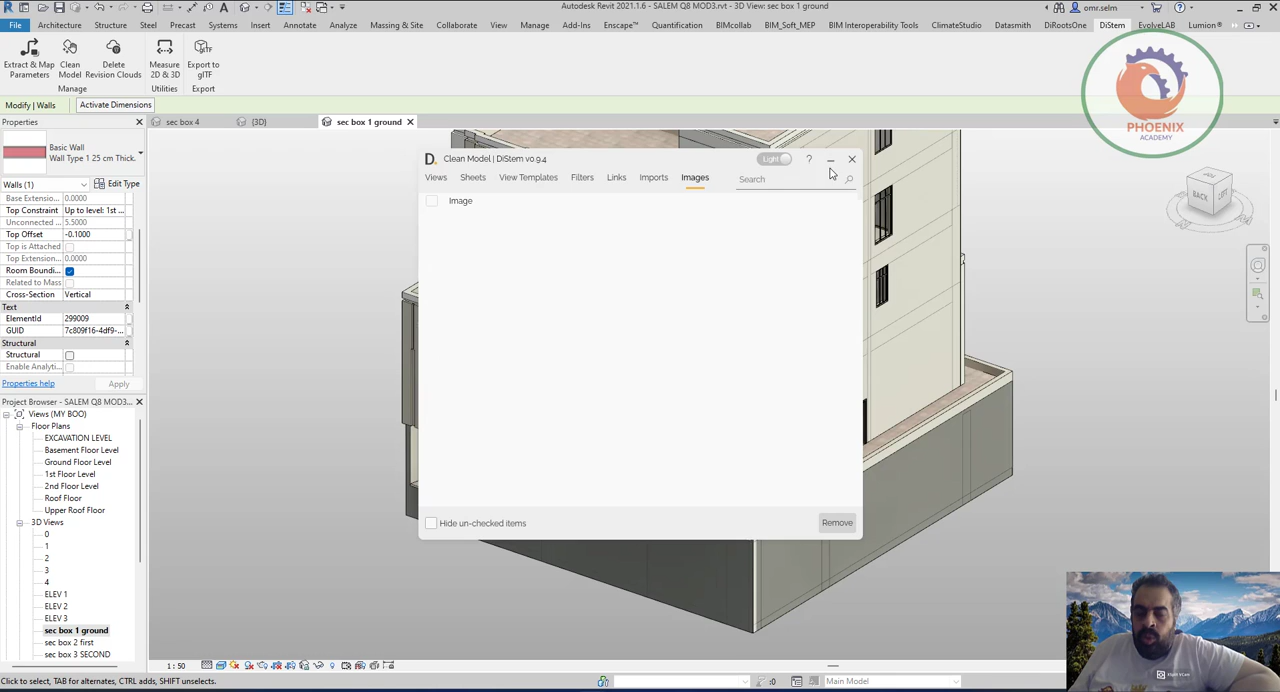 Autodesk Revit 2021.1.6 - SALEM Q8 MOD3.rvt - 3D View: sec box 1 ground
omr.selm
File Architecture Structure Steel Precast Systems Insert Annotate Analyze Massing & Site Collaborate View Manage Add-Ins Enscape™ Quantification BIMcollab BIM_Soft_MEP BIM Interoperability Tools ClimateStudio Datasmith DiRootsOne DiStem EvolveLAB Lumion®
Extract & Map Parameters
Clean Model
Delete Revision Clouds
Measure 2D & 3D
Export to glTF
Manage Utilities Export
PHOENIX
ACADEMY
Modify | Walls Activate Dimensions
Properties
sec box 4 {3D} sec box 1 ground
Basic Wall
Wall Type 1 25 cm Thick.
Walls (1) Edit Type
Base Extensi... 0.0000
Top Constraint Up to level: 1st ...
Unconnected ... 5.5000
Top Offset -0.1000
Top is Attached
Top Extension... 0.0000
Room Boundi...
Related to Mass
Cross-Section Vertical
Text
ElementId 299009
GUID 7c809f16-4df9-...
Structural
Structural
Enable Analyti...
Properties help Apply
Project Browser - SALEM Q8 MOD3...
Views (MY BOO)
Floor Plans
EXCAVATION LEVEL
Basement Floor Level
Ground Floor Level
1st Floor Level
2nd Floor Level
Roof Floor
Upper Roof Floor
3D Views
0
1
2
3
4
ELEV 1
ELEV 2
ELEV 3
sec box 1 ground
sec box 2 first
sec box 3 SECOND
D. Clean Model | DiStem v0.9.4 Light ?
Views Sheets View Templates Filters Links Imports Images Search
Image
Hide un-checked items Remove
BACK LEFT
1 : 50
Click to select, TAB for alternates, CTRL adds, SHIFT unselects.
:0 Main Model